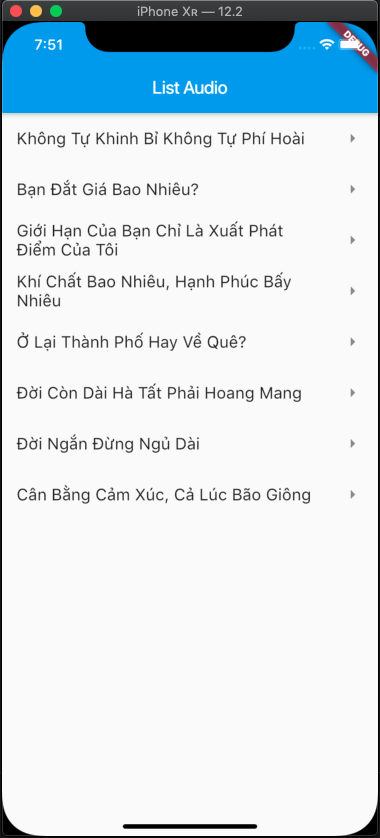 iPhone Xʀ — 12.2
7:51
DEBUG
List Audio
Không Tự Khinh Bỉ Không Tự Phí Hoài
Bạn Đắt Giá Bao Nhiêu?
Giới Hạn Của Bạn Chỉ Là Xuất Phát
Điểm Của Tôi
Khí Chất Bao Nhiêu, Hạnh Phúc Bấy
Nhiêu
Ở Lại Thành Phố Hay Về Quê?
Đời Còn Dài Hà Tất Phải Hoang Mang
Đời Ngắn Đừng Ngủ Dài
Cân Bằng Cảm Xúc, Cả Lúc Bão Giông